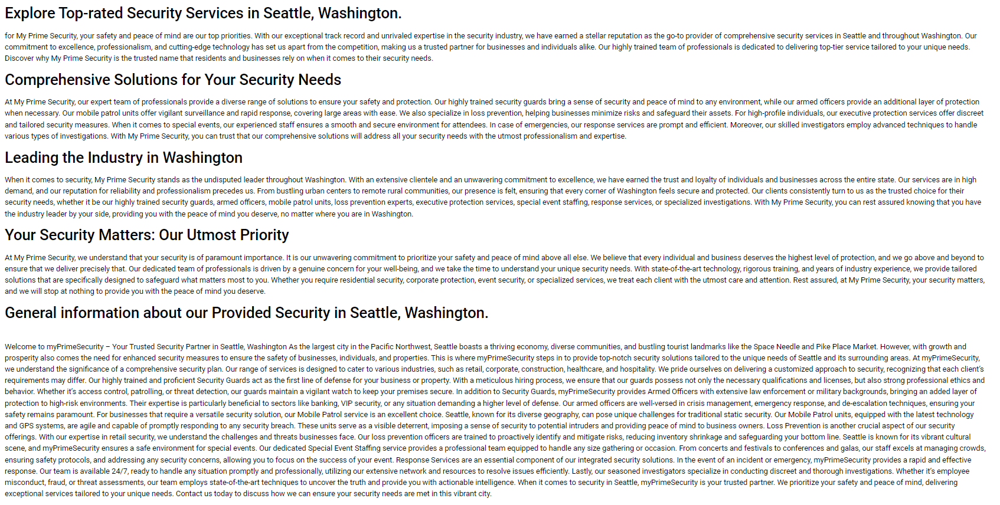 Explore Top-rated Security Services in Seattle, Washington.
for My Prime Security, your safety and peace of mind are our top priorities. With our exceptional track record and unrivaled expertise in the security industry, we have earned a stellar reputation as the go-to provider of comprehensive security services in Seattle and throughout Washington. Our
commitment to excellence, professionalism, and cutting-edge technology has set us apart from the competition, making us a trusted partner for businesses and individuals alike. Our highly trained team of professionals is dedicated to delivering top-tier service tailored to your unique needs.
Discover why My Prime Security is the trusted name that residents and businesses rely on when it comes to their security needs.
Comprehensive Solutions for Your Security Needs
At My Prime Security, our expert team of professionals provide a diverse range of solutions to ensure your safety and protection. Our highly trained security guards bring a sense of security and peace of mind to any environment, while our armed officers provide an additional layer of protection
when necessary. Our mobile patrol units offer vigilant surveillance and rapid response, covering large areas with ease. We also specialize in loss prevention, helping businesses minimize risks and safeguard their assets. For high-profile individuals, our executive protection services offer discreet
and tailored security measures. When it comes to special events, our experienced staff ensures a smooth and secure environment for attendees. In case of emergencies, our response services are prompt and efficient. Moreover, our skilled investigators employ advanced techniques to handle
various types of investigations. With My Prime Security, you can trust that our comprehensive solutions will address all your security needs with the utmost professionalism and expertise.
Leading the Industry in Washington
When it comes to security, My Prime Security stands as the undisputed leader throughout Washington. With an extensive clientele and an unwavering commitment to excellence, we have earned the trust and loyalty of individuals and businesses across the entire state. Our services are in high
demand, and our reputation for reliability and professionalism precedes us. From bustling urban centers to remote rural communities, our presence is felt, ensuring that every corner of Washington feels secure and protected. Our clients consistently turn to us as the trusted choice for their
security needs, whether it be our highly trained security guards, armed officers, mobile patrol units, loss prevention experts, executive protection services, special event staffing, response services, or specialized investigations. With My Prime Security, you can rest assured knowing that you have
the industry leader by your side, providing you with the peace of mind you deserve, no matter where you are in Washington.
Your Security Matters: Our Utmost Priority
At My Prime Security, we understand that your security is of paramount importance. It is our unwavering commitment to prioritize your safety and peace of mind above all else. We believe that every individual and business deserves the highest level of protection, and we go above and beyond to
ensure that we deliver precisely that. Our dedicated team of professionals is driven by a genuine concern for your well-being, and we take the time to understand your unique security needs. With state-of-the-art technology, rigorous training, and years of industry experience, we provide tailored
solutions that are specifically designed to safeguard what matters most to you. Whether you require residential security, corporate protection, event security, or specialized services, we treat each client with the utmost care and attention. Rest assured, at My Prime Security, your security matters,
and we will stop at nothing to provide you with the peace of mind you deserve.
General information about our Provided Security in Seattle, Washington.
Welcome to myPrimeSecurity – Your Trusted Security Partner in Seattle, Washington As the largest city in the Pacific Northwest, Seattle boasts a thriving economy, diverse communities, and bustling tourist landmarks like the Space Needle and Pike Place Market. However, with growth and
prosperity also comes the need for enhanced security measures to ensure the safety of businesses, individuals, and properties. This is where myPrimeSecurity steps in to provide top-notch security solutions tailored to the unique needs of Seattle and its surrounding areas. At myPrimeSecurity,
we understand the significance of a comprehensive security plan. Our range of services is designed to cater to various industries, such as retail, corporate, construction, healthcare, and hospitality. We pride ourselves on delivering a customized approach to security, recognizing that each client’s
requirements may differ. Our highly trained and proficient Security Guards act as the first line of defense for your business or property. With a meticulous hiring process, we ensure that our guards possess not only the necessary qualifications and licenses, but also strong professional ethics and
behavior. Whether it’s access control, patrolling, or threat detection, our guards maintain a vigilant watch to keep your premises secure. In addition to Security Guards, myPrimeSecurity provides Armed Officers with extensive law enforcement or military backgrounds, bringing an added layer of
protection to high-risk environments. Their expertise is particularly beneficial to sectors like banking, VIP security, or any situation demanding a higher level of defense. Our armed officers are well-versed in crisis management, emergency response, and de-escalation techniques, ensuring your
safety remains paramount. For businesses that require a versatile security solution, our Mobile Patrol service is an excellent choice. Seattle, known for its diverse geography, can pose unique challenges for traditional static security. Our Mobile Patrol units, equipped with the latest technology
and GPS systems, are agile and capable of promptly responding to any security breach. These units serve as a visible deterrent, imposing a sense of security to potential intruders and providing peace of mind to business owners. Loss Prevention is another crucial aspect of our security
offerings. With our expertise in retail security, we understand the challenges and threats businesses face. Our loss prevention officers are trained to proactively identify and mitigate risks, reducing inventory shrinkage and safeguarding your bottom line. Seattle is known for its vibrant cultural
scene, and myPrimeSecurity ensures a safe environment for special events. Our dedicated Special Event Staffing service provides a professional team equipped to handle any size gathering or occasion. From concerts and festivals to conferences and galas, our staff excels at managing crowds,
ensuring safety protocols, and addressing any security concerns, allowing you to focus on the success of your event. Response Services are an essential component of our integrated security solutions. In the event of an incident or emergency, myPrimeSecurity provides a rapid and effective
response. Our team is available 24/7, ready to handle any situation promptly and professionally, utilizing our extensive network and resources to resolve issues efficiently. Lastly, our seasoned investigators specialize in conducting discreet and thorough investigations. Whether it’s employee
misconduct, fraud, or threat assessments, our team employs state-of-the-art techniques to uncover the truth and provide you with actionable intelligence. When it comes to security in Seattle, myPrimeSecurity is your trusted partner. We prioritize your safety and peace of mind, delivering
exceptional services tailored to your unique needs. Contact us today to discuss how we can ensure your security needs are met in this vibrant city.